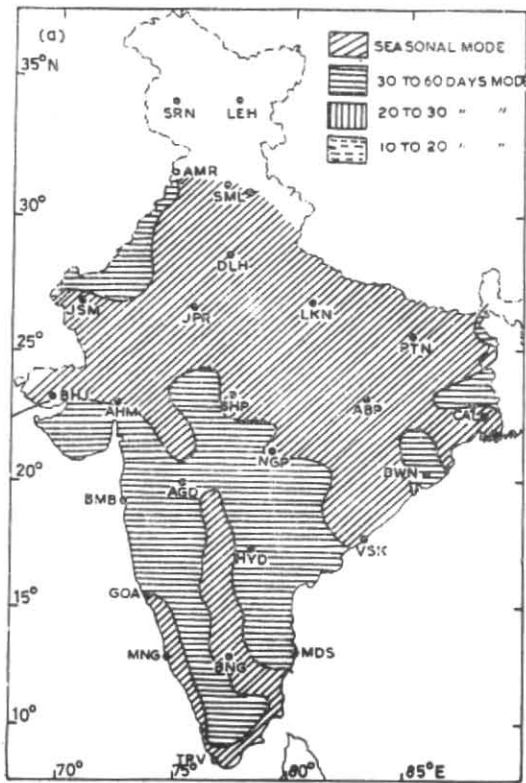 (a)
SEASONAL MODE
30 TO 60 DAYS MOD
20 TO 30 " "
10 TO 20 " "
35°N
SRN
LEH
AMR
SML
30°
DLH
JSM
JPR
LKN
25°
PTN
BHJ
AHM
BHP
ABP
CAL
NGP
BWN
20°
BMB
AGD
HYD
VSK
GOA
15°
MNG
BNG
MDS
10°
TRV
70°
75°
80°
85°E